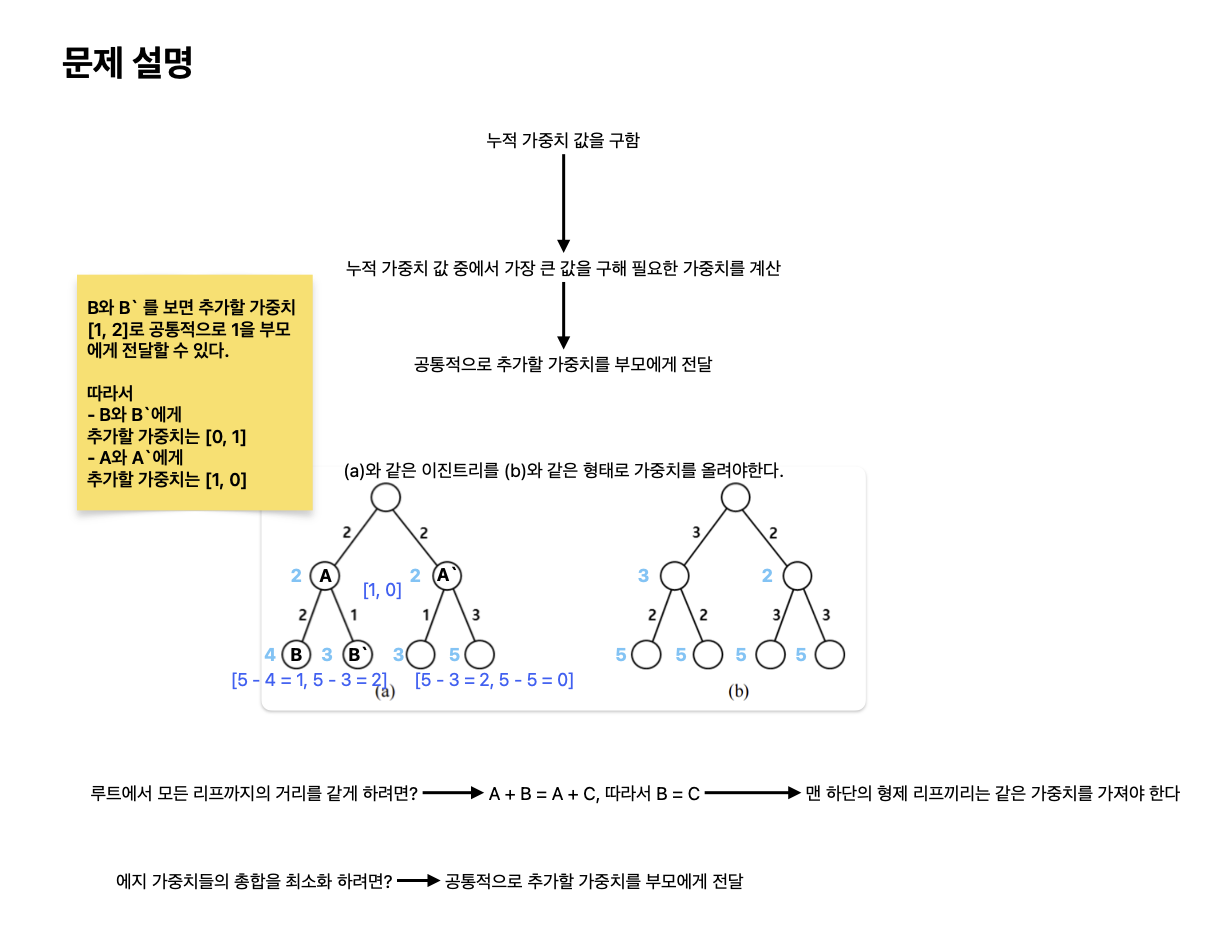 문제 설명
누적 가중치 값을 구함
누적 가중치 값 중에서 가장 큰 값을 구해 필요한 가중치를 계산
공통적으로 추가할 가중치를 부모에게 전달
B와 B` 를 보면 추가할 가중치
[1, 2]로 공통적으로 1을 부모
에게 전달할 수 있다.
따라서
- B와 B`에게
추가할 가중치는 [0, 1]
- A와 A`에게
추가할 가중치는 [1, 0]
(a)와 같은 이진트리를 (b)와 같은 형태로 가중치를 올려야한다.
2 2
2 A [1, 0] 2 A`
2 1 1 3
4 B 3 B` 3 5
[5 - 4 = 1, 5 - 3 = 2] [5 - 3 = 2, 5 - 5 = 0]
(a)
3 2
3 2
2 2 3 3
5 5 5 5
(b)
루트에서 모든 리프까지의 거리를 같게 하려면? A + B = A + C, 따라서 B = C 맨 하단의 형제 리프끼리는 같은 가중치를 가져야 한다
에지 가중치들의 총합을 최소화 하려면? 공통적으로 추가할 가중치를 부모에게 전달